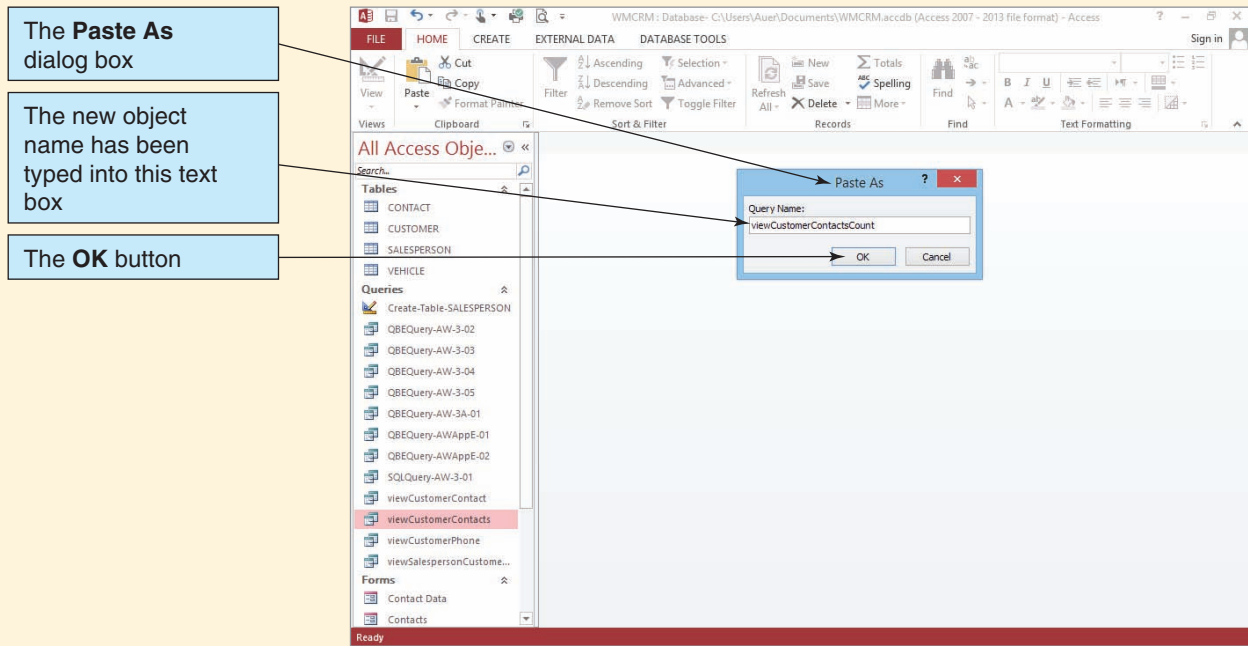 The Paste As
dialog box
The new object
name has been
typed into this text
box
The OK button
WMCRM : Database- C:\Users\Auer\Documents\WMCRM.accdb (Access 2007 - 2013 file format) - Access
FILE HOME CREATE EXTERNAL DATA DATABASE TOOLS Sign in
View
Views
Paste
Cut
Copy
Format Painter
Clipboard
Filter
Ascending
Descending
Remove Sort
Selection
Advanced
Toggle Filter
Sort & Filter
Refresh
All
New
Save
Delete
Totals
Spelling
More
Records
Find
Find
B I U
A
Text Formatting
All Access Obje...
Search...
Tables
CONTACT
CUSTOMER
SALESPERSON
VEHICLE
Queries
Create-Table-SALESPERSON
QBEQuery-AW-3-02
QBEQuery-AW-3-03
QBEQuery-AW-3-04
QBEQuery-AW-3-05
QBEQuery-AW-3A-01
QBEQuery-AWAppE-01
QBEQuery-AWAppE-02
SQLQuery-AW-3-01
viewCustomerContact
viewCustomerContacts
viewCustomerPhone
viewSalespersonCustome...
Forms
Contact Data
Contacts
Paste As
Query Name:
viewCustomerContactsCount
OK Cancel
Ready